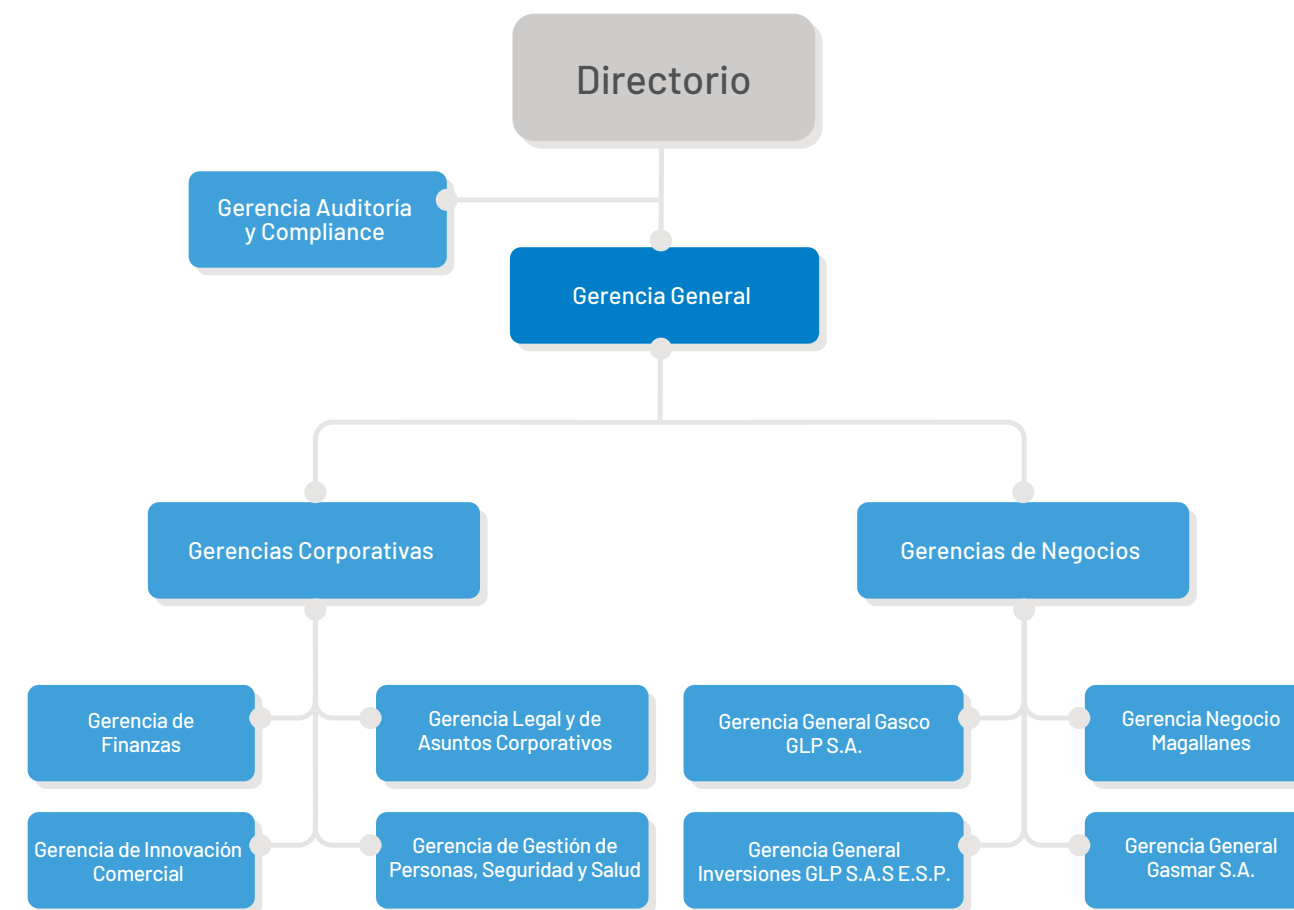 Directorio
Gerencia Auditoría
y Compliance
Gerencia General
Gerencias Corporativas
Gerencias de Negocios
Gerencia de
Finanzas
Gerencia Legal y de
Asuntos Corporativos
Gerencia General Gasco
GLP S.A.
Gerencia Negocio
Magallanes
Gerencia de Innovación
Comercial
Gerencia de Gestión de
Personas, Seguridad y Salud
Gerencia General
Inversiones GLP S.A.S E.S.P.
Gerencia General
Gasmar S.A.